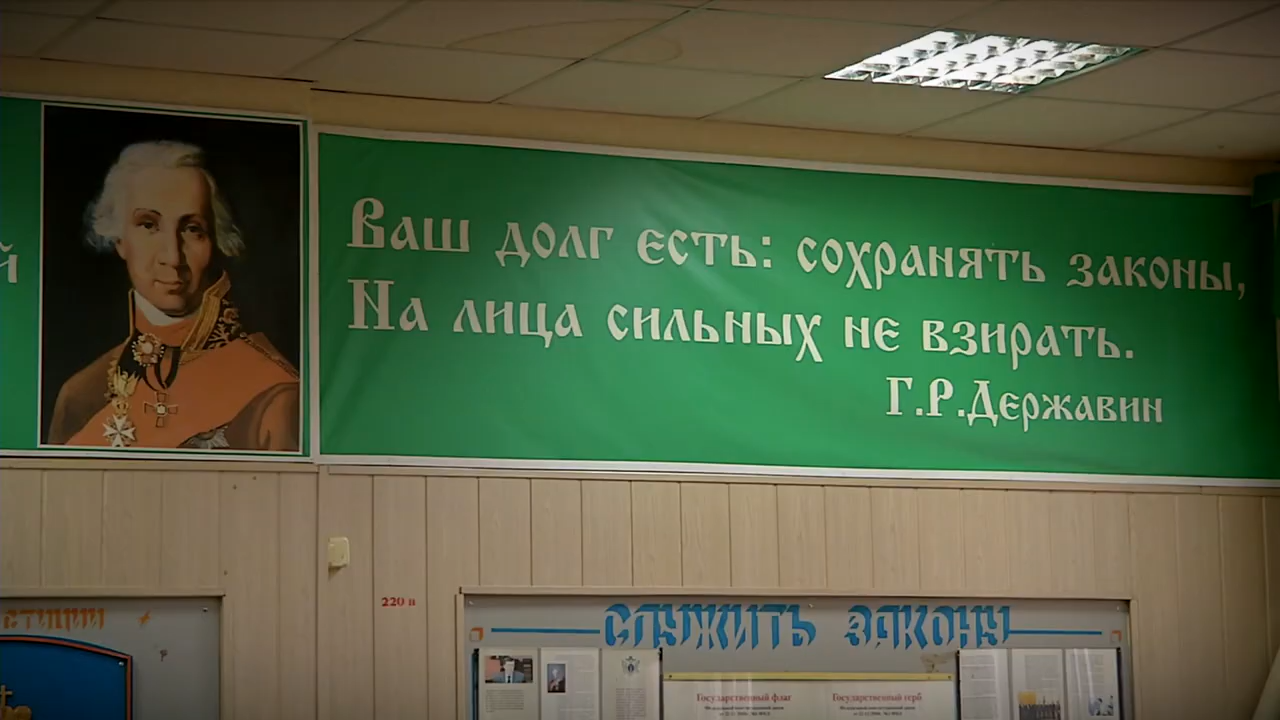 й
Ваш долг есть: сохранять законы,
На лица сильных не взирать.
Г.Р.Державин
220 в
СЛУЖИТЬ ЗАКОНУ
Государственный флаг
Государственный герб